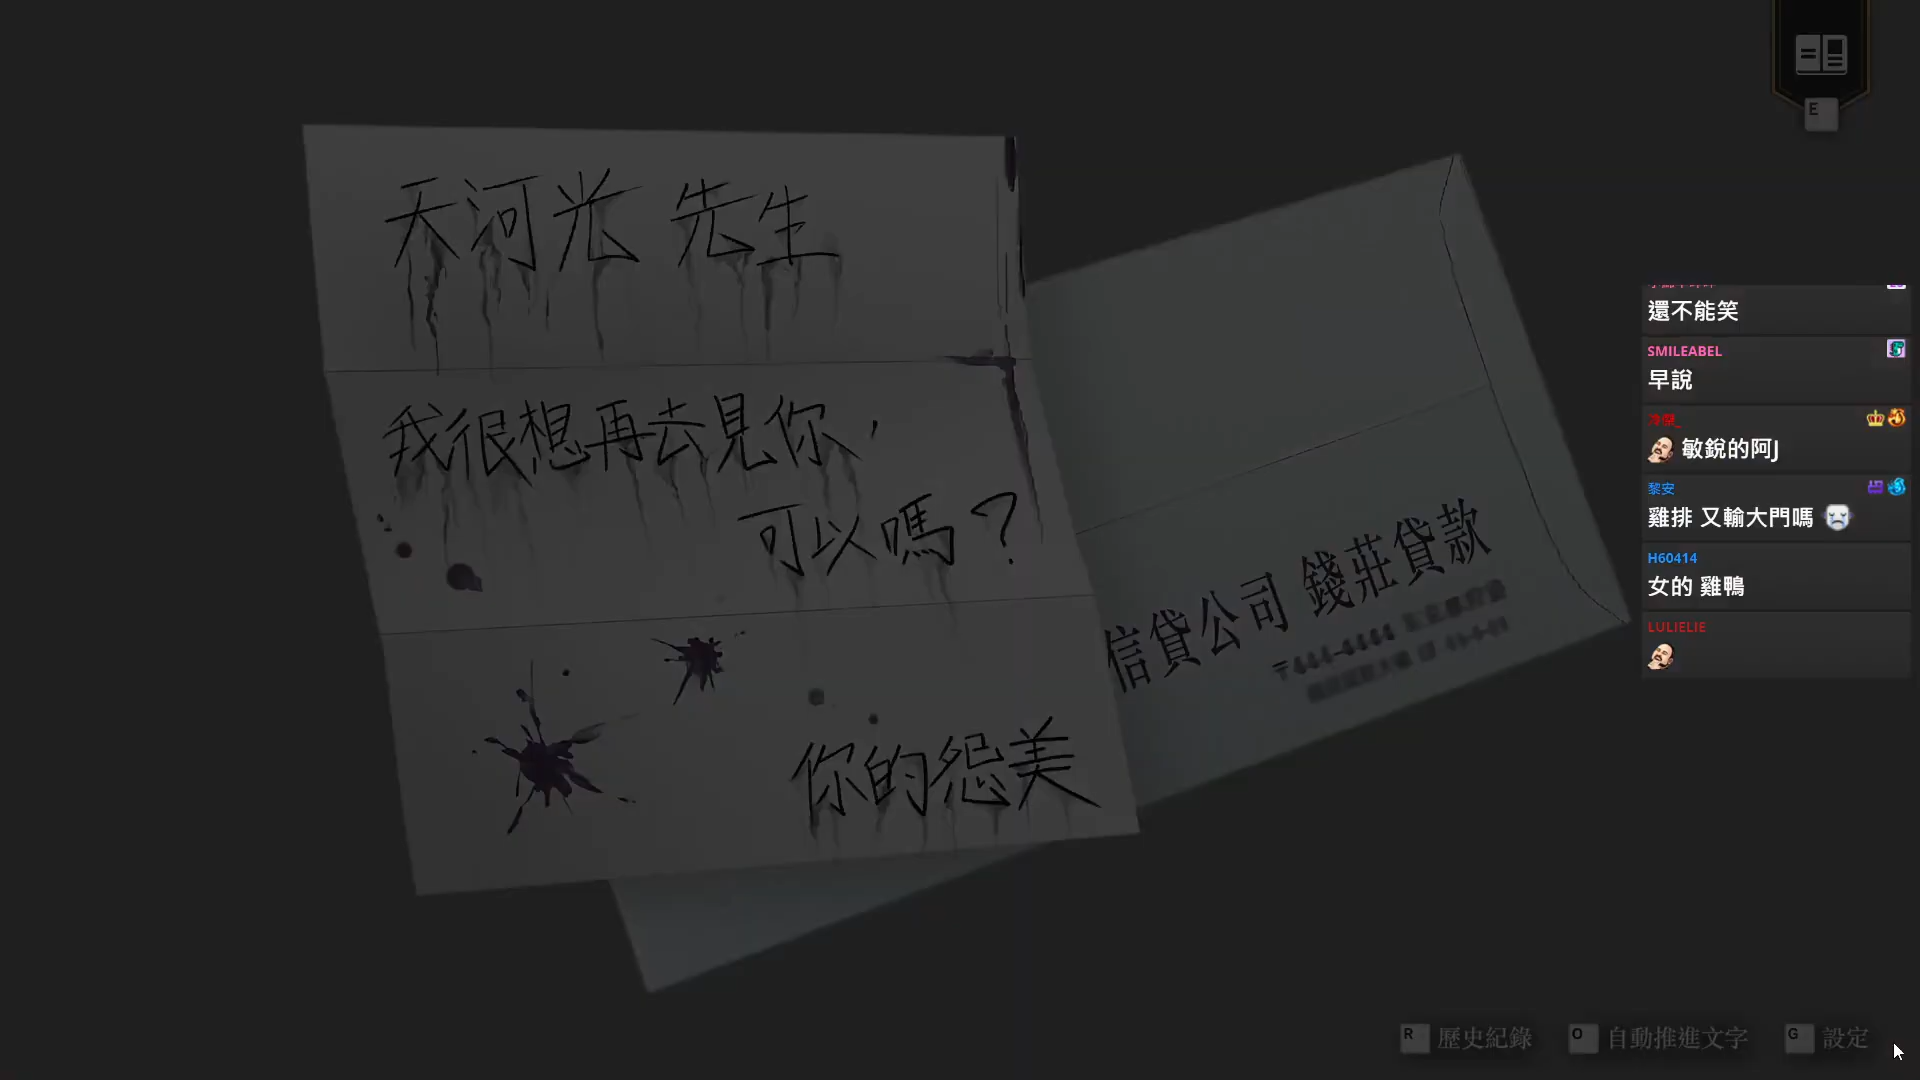 天河光 先生
我很想再去見你,
可以嗎?
你的怨美
信貸公司 錢莊貸款
〒444-4444
E
還不能笑
SMILEABEL
早說
敏銳的阿J
黎安
雞排 又輸大門嗎
H60414
女的 雞鴨
LULIELIE
R 歷史紀錄 O 自動推進文字 G 設定